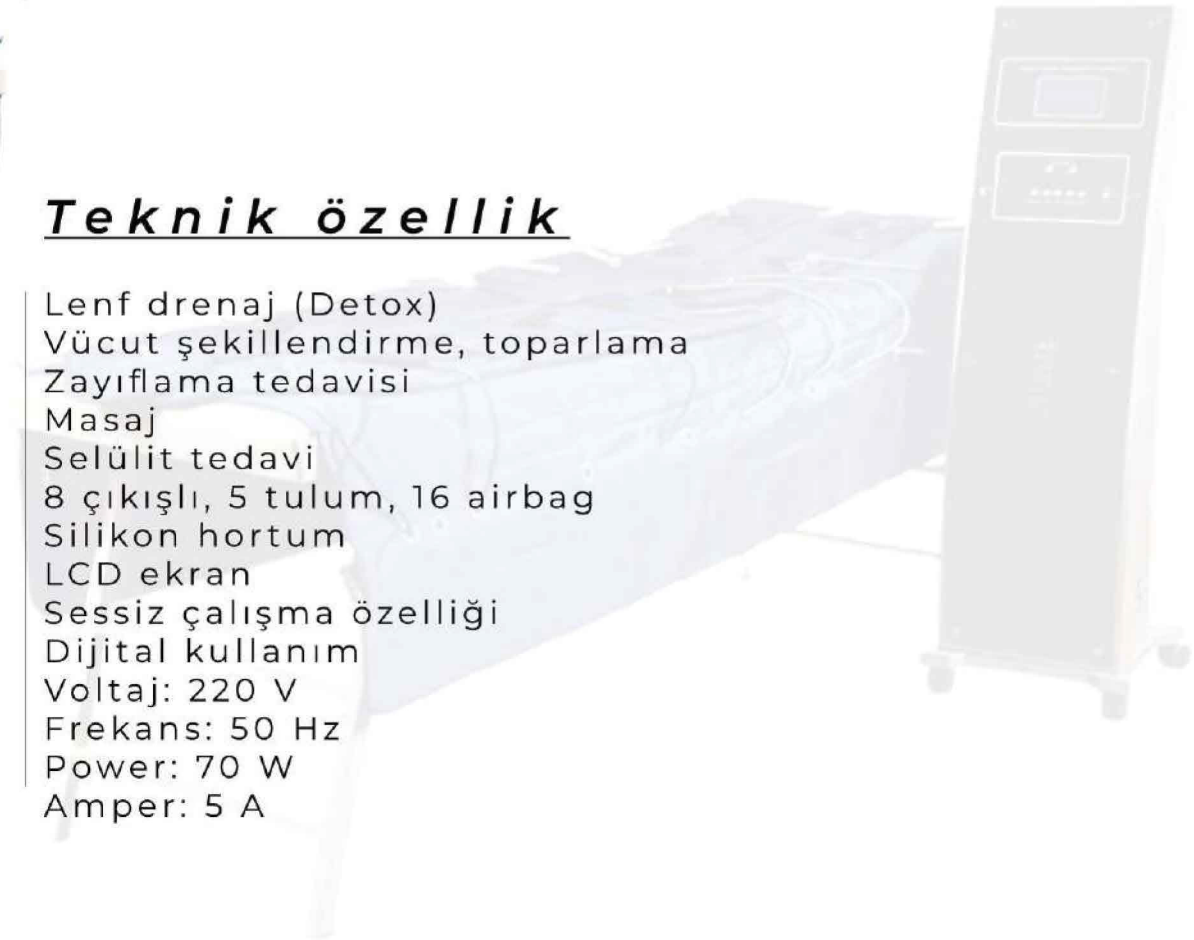 Teknik özellik
Lenf drenaj (Detox)
Vücut şekillendirme, toparlama
Zayıflama tedavisi
Masaj
Selülit tedavi
8 çıkışlı, 5 tulum, 16 airbag
Silikon hortum
LCD ekran
Sessiz çalışma özelliği
Dijital kullanım
Voltaj: 220 V
Frekans: 50 Hz
Power: 70 W
Amper: 5 A